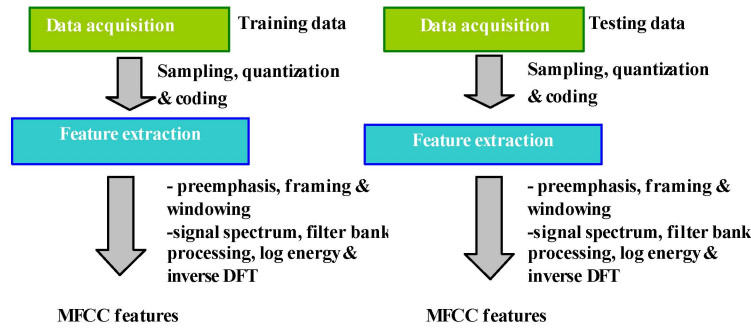 Data acquisition
Training data
Sampling, quantization
& coding
Feature extraction
- preemphasis, framing &
windowing
-signal spectrum, filter bank
processing, log energy &
inverse DFT
MFCC features
Data acquisition
Testing data
Sampling, quantization
& coding
Feature extraction
- preemphasis, framing &
windowing
-signal spectrum, filter bank
processing, log energy &
inverse DFT
MFCC features